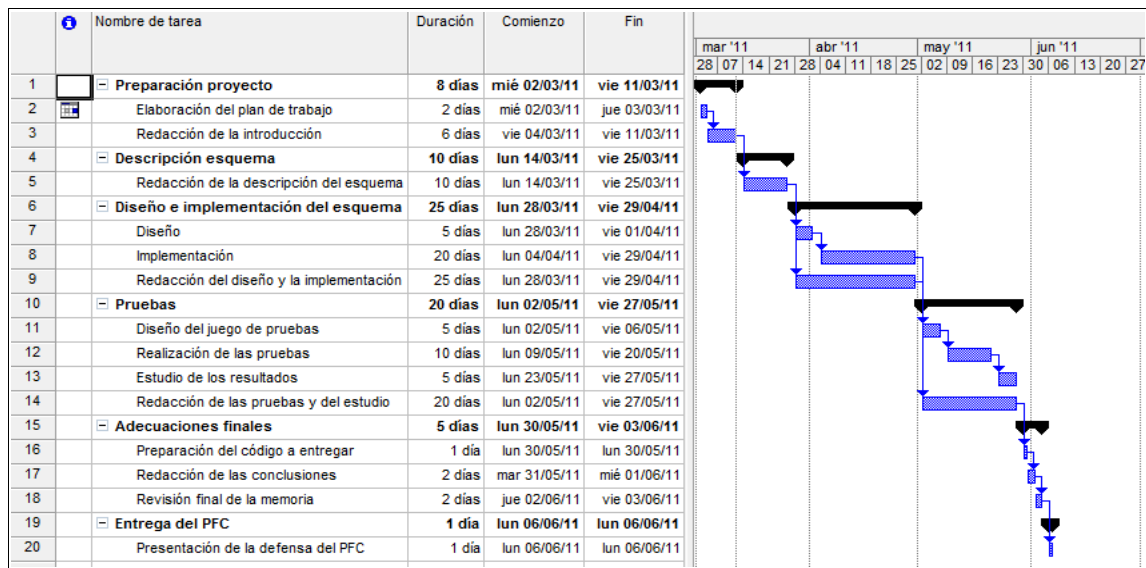 Nombre de tarea Duración Comienzo Fin
mar '11 abr '11 may '11 jun '11
28 07 14 21 28 04 11 18 25 02 09 16 23 30 06 13 20 27
1 Preparación proyecto 8 días mié 02/03/11 vie 11/03/11
2 Elaboración del plan de trabajo 2 días mié 02/03/11 jue 03/03/11
3 Redacción de la introducción 6 días vie 04/03/11 vie 11/03/11
4 Descripción esquema 10 días lun 14/03/11 vie 25/03/11
5 Redacción de la descripción del esquema 10 días lun 14/03/11 vie 25/03/11
6 Diseño e implementación del esquema 25 días lun 28/03/11 vie 29/04/11
7 Diseño 5 días lun 28/03/11 vie 01/04/11
8 Implementación 20 días lun 04/04/11 vie 29/04/11
9 Redacción del diseño y la implementación 25 días lun 28/03/11 vie 29/04/11
10 Pruebas 20 días lun 02/05/11 vie 27/05/11
11 Diseño del juego de pruebas 5 días lun 02/05/11 vie 06/05/11
12 Realización de las pruebas 10 días lun 09/05/11 vie 20/05/11
13 Estudio de los resultados 5 días lun 23/05/11 vie 27/05/11
14 Redacción de las pruebas y del estudio 20 días lun 02/05/11 vie 27/05/11
15 Adecuaciones finales 5 días lun 30/05/11 vie 03/06/11
16 Preparación del código a entregar 1 día lun 30/05/11 lun 30/05/11
17 Redacción de las conclusiones 2 días mar 31/05/11 mié 01/06/11
18 Revisión final de la memoria 2 días jue 02/06/11 vie 03/06/11
19 Entrega del PFC 1 día lun 06/06/11 lun 06/06/11
20 Presentación de la defensa del PFC 1 día lun 06/06/11 lun 06/06/11